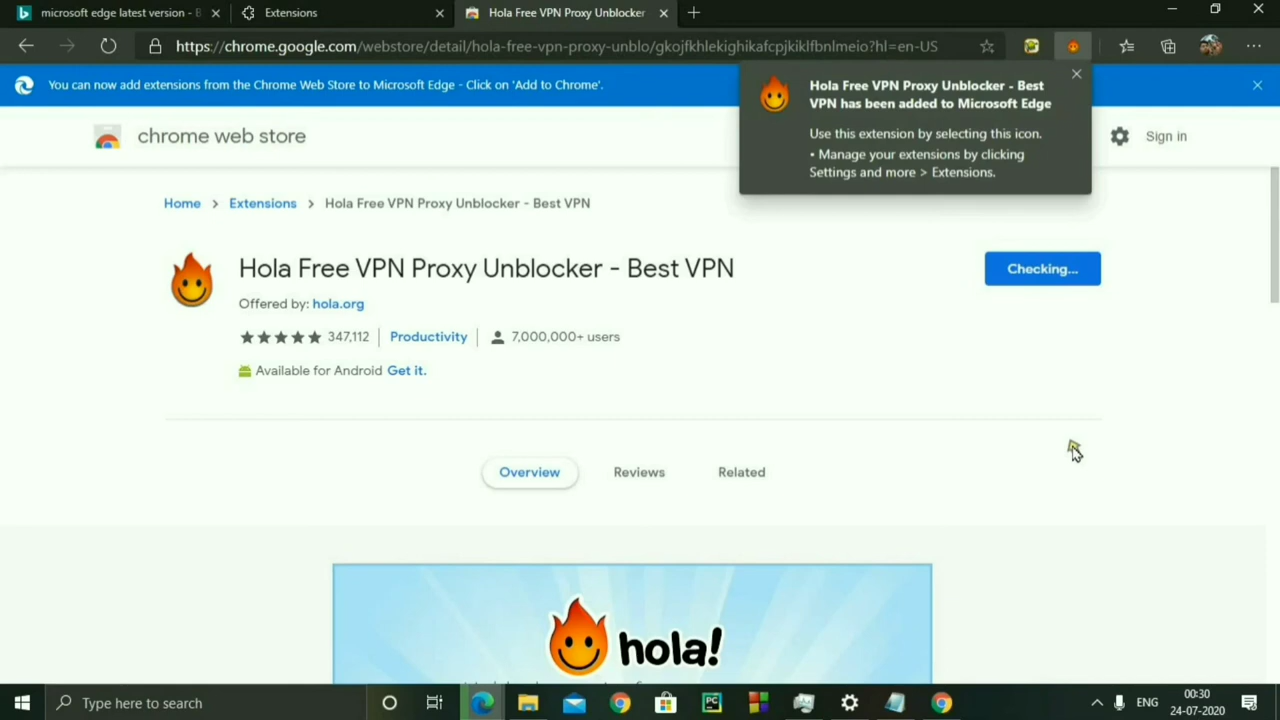 microsoft edge latest version - B
Extensions
Hola Free VPN Proxy Unblocker
https://chrome.google.com/webstore/detail/hola-free-vpn-proxy-unblo/gkojfkhlekighikafcpjkiklfbnlmeio?hl=en-US
You can now add extensions from the Chrome Web Store to Microsoft Edge - Click on 'Add to Chrome'.
Hola Free VPN Proxy Unblocker - Best
VPN has been added to Microsoft Edge
Use this extension by selecting this icon.
• Manage your extensions by clicking
Settings and more > Extensions.
chrome web store
Sign in
Home > Extensions > Hola Free VPN Proxy Unblocker - Best VPN
Hola Free VPN Proxy Unblocker - Best VPN
Checking...
Offered by: hola.org
347,112
Productivity
7,000,000+ users
Available for Android Get it.
Overview
Reviews
Related
hola!
Type here to search
PC
ENG
00:30
24-07-2020